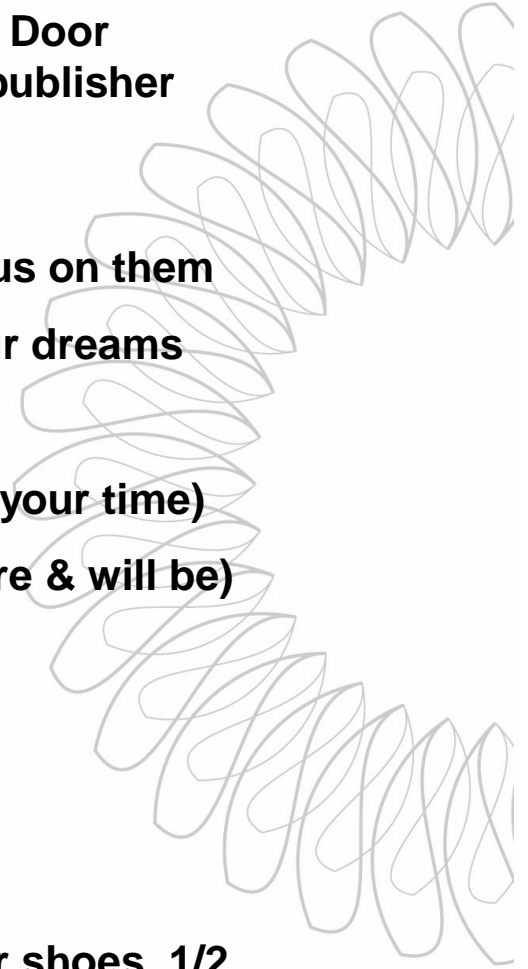 Door
publisher
us on them
r dreams
your time)
re & will be)
r shoes, 1/2